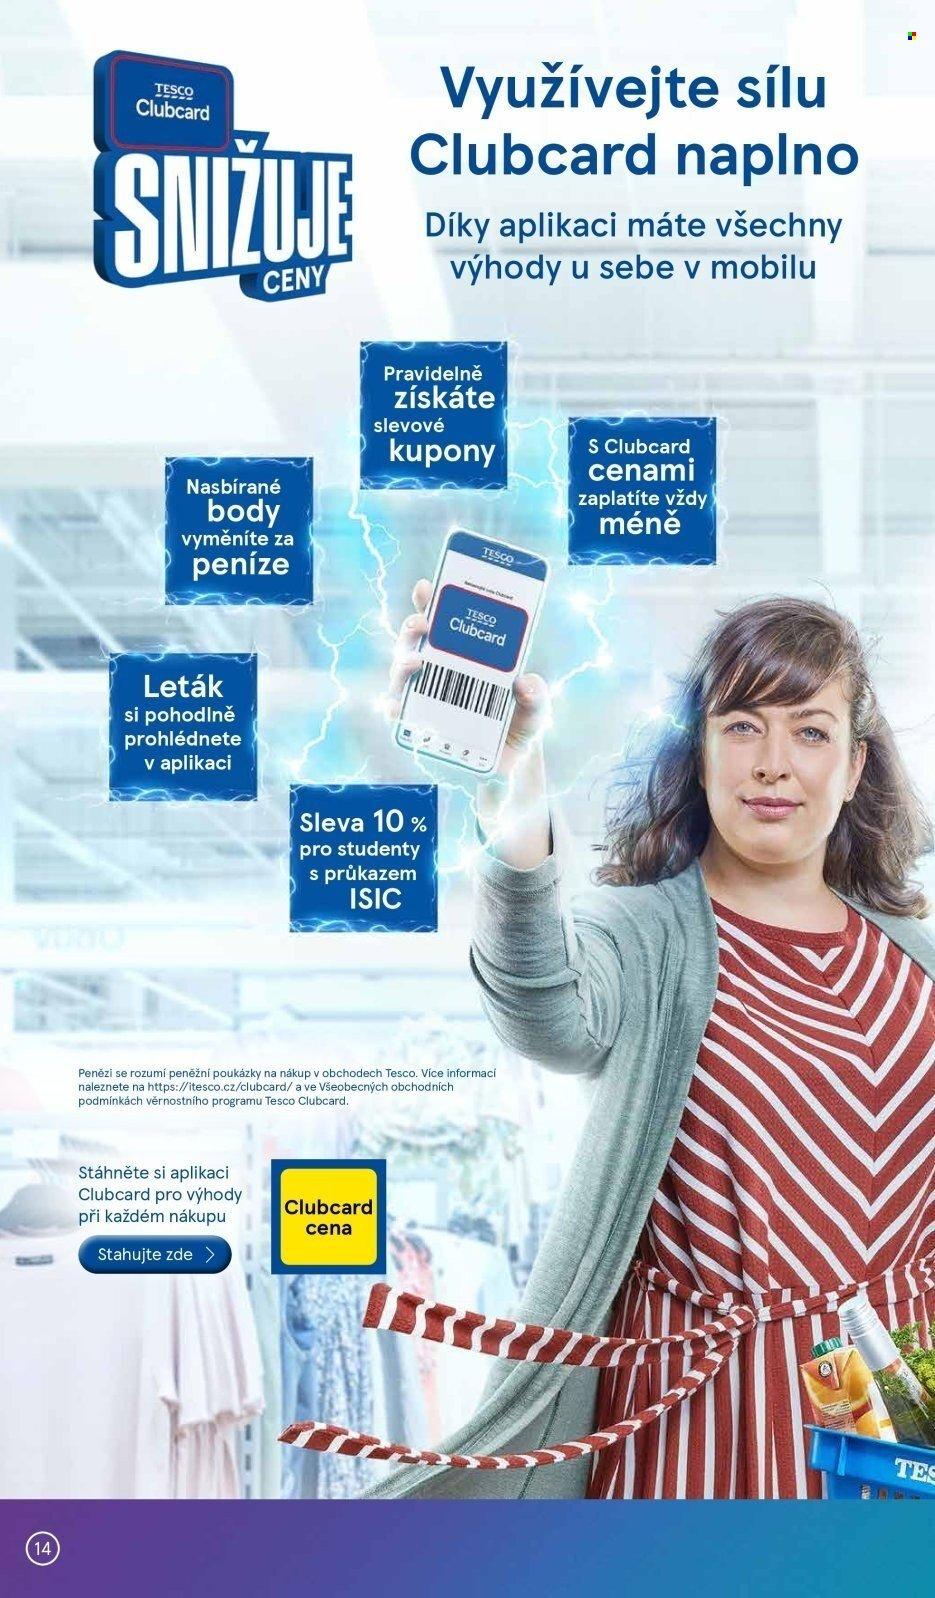 TESCO
Clubcard
SNIŽUJE
CENY
Využívejte sílu
Clubcard naplno
Díky aplikaci máte všechny
výhody u sebe v mobilu
Pravidelně
získáte
slevové
kupony
S Clubcard
cenami
zaplatíte vždy
méně
Nasbírané
body
vyměníte za
peníze
TESCO
TESCO
Clubcard
Leták
si pohodlně
prohlédnete
v aplikaci
Sleva 10 %
pro studenty
s průkazem
ISIC
Penězi se rozumí peněžní poukázky na nákup v obchodech Tesco. Více informací
naleznete na https://itesco.cz/clubcard/ a ve Všeobecných obchodních
podmínkách věrnostního programu Tesco Clubcard.
Stáhněte si aplikaci
Clubcard pro výhody
při každém nákupu
Stahujte zde
Clubcard
cena
TES
14